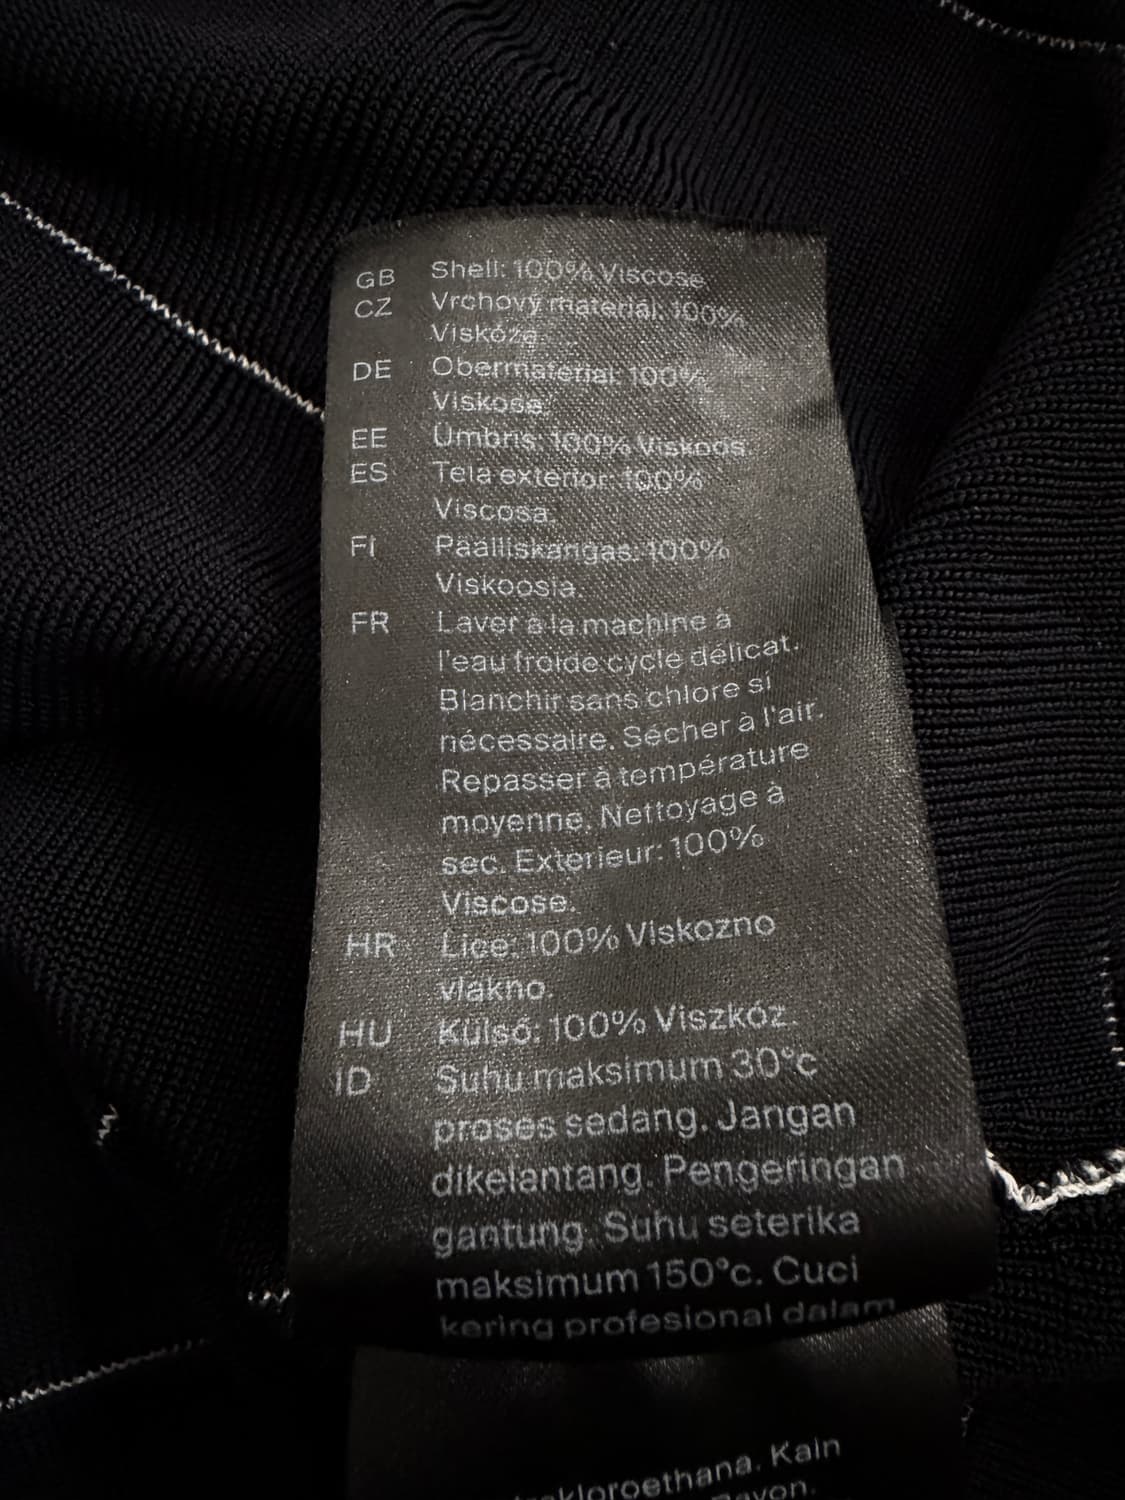 GB Shell: 100% Viscose.
CZ Vrchový materiál: 100%
Viskóza.
DE Obermaterial: 100%
Viskose.
EE Ümbris: 100% Viskoos.
ES Tela exterior: 100%
Viscosa.
FI Päälliskangas: 100%
Viskoosia.
FR Laver à la machine à
l'eau froide cycle délicat.
Blanchir sans chlore si
nécessaire. Sécher à l'air.
Repasser à température
moyenne. Nettoyage à
sec. Exterieur: 100%
Viscose.
HR Lice: 100% Viskozno
vlakno.
HU Külső: 100% Viszkóz.
ID Suhu maksimum 30°c
proses sedang. Jangan
dikelantang. Pengeringan
gantung. Suhu seterika
maksimum 150°c. Cuci
kering profesional dalam
Kain